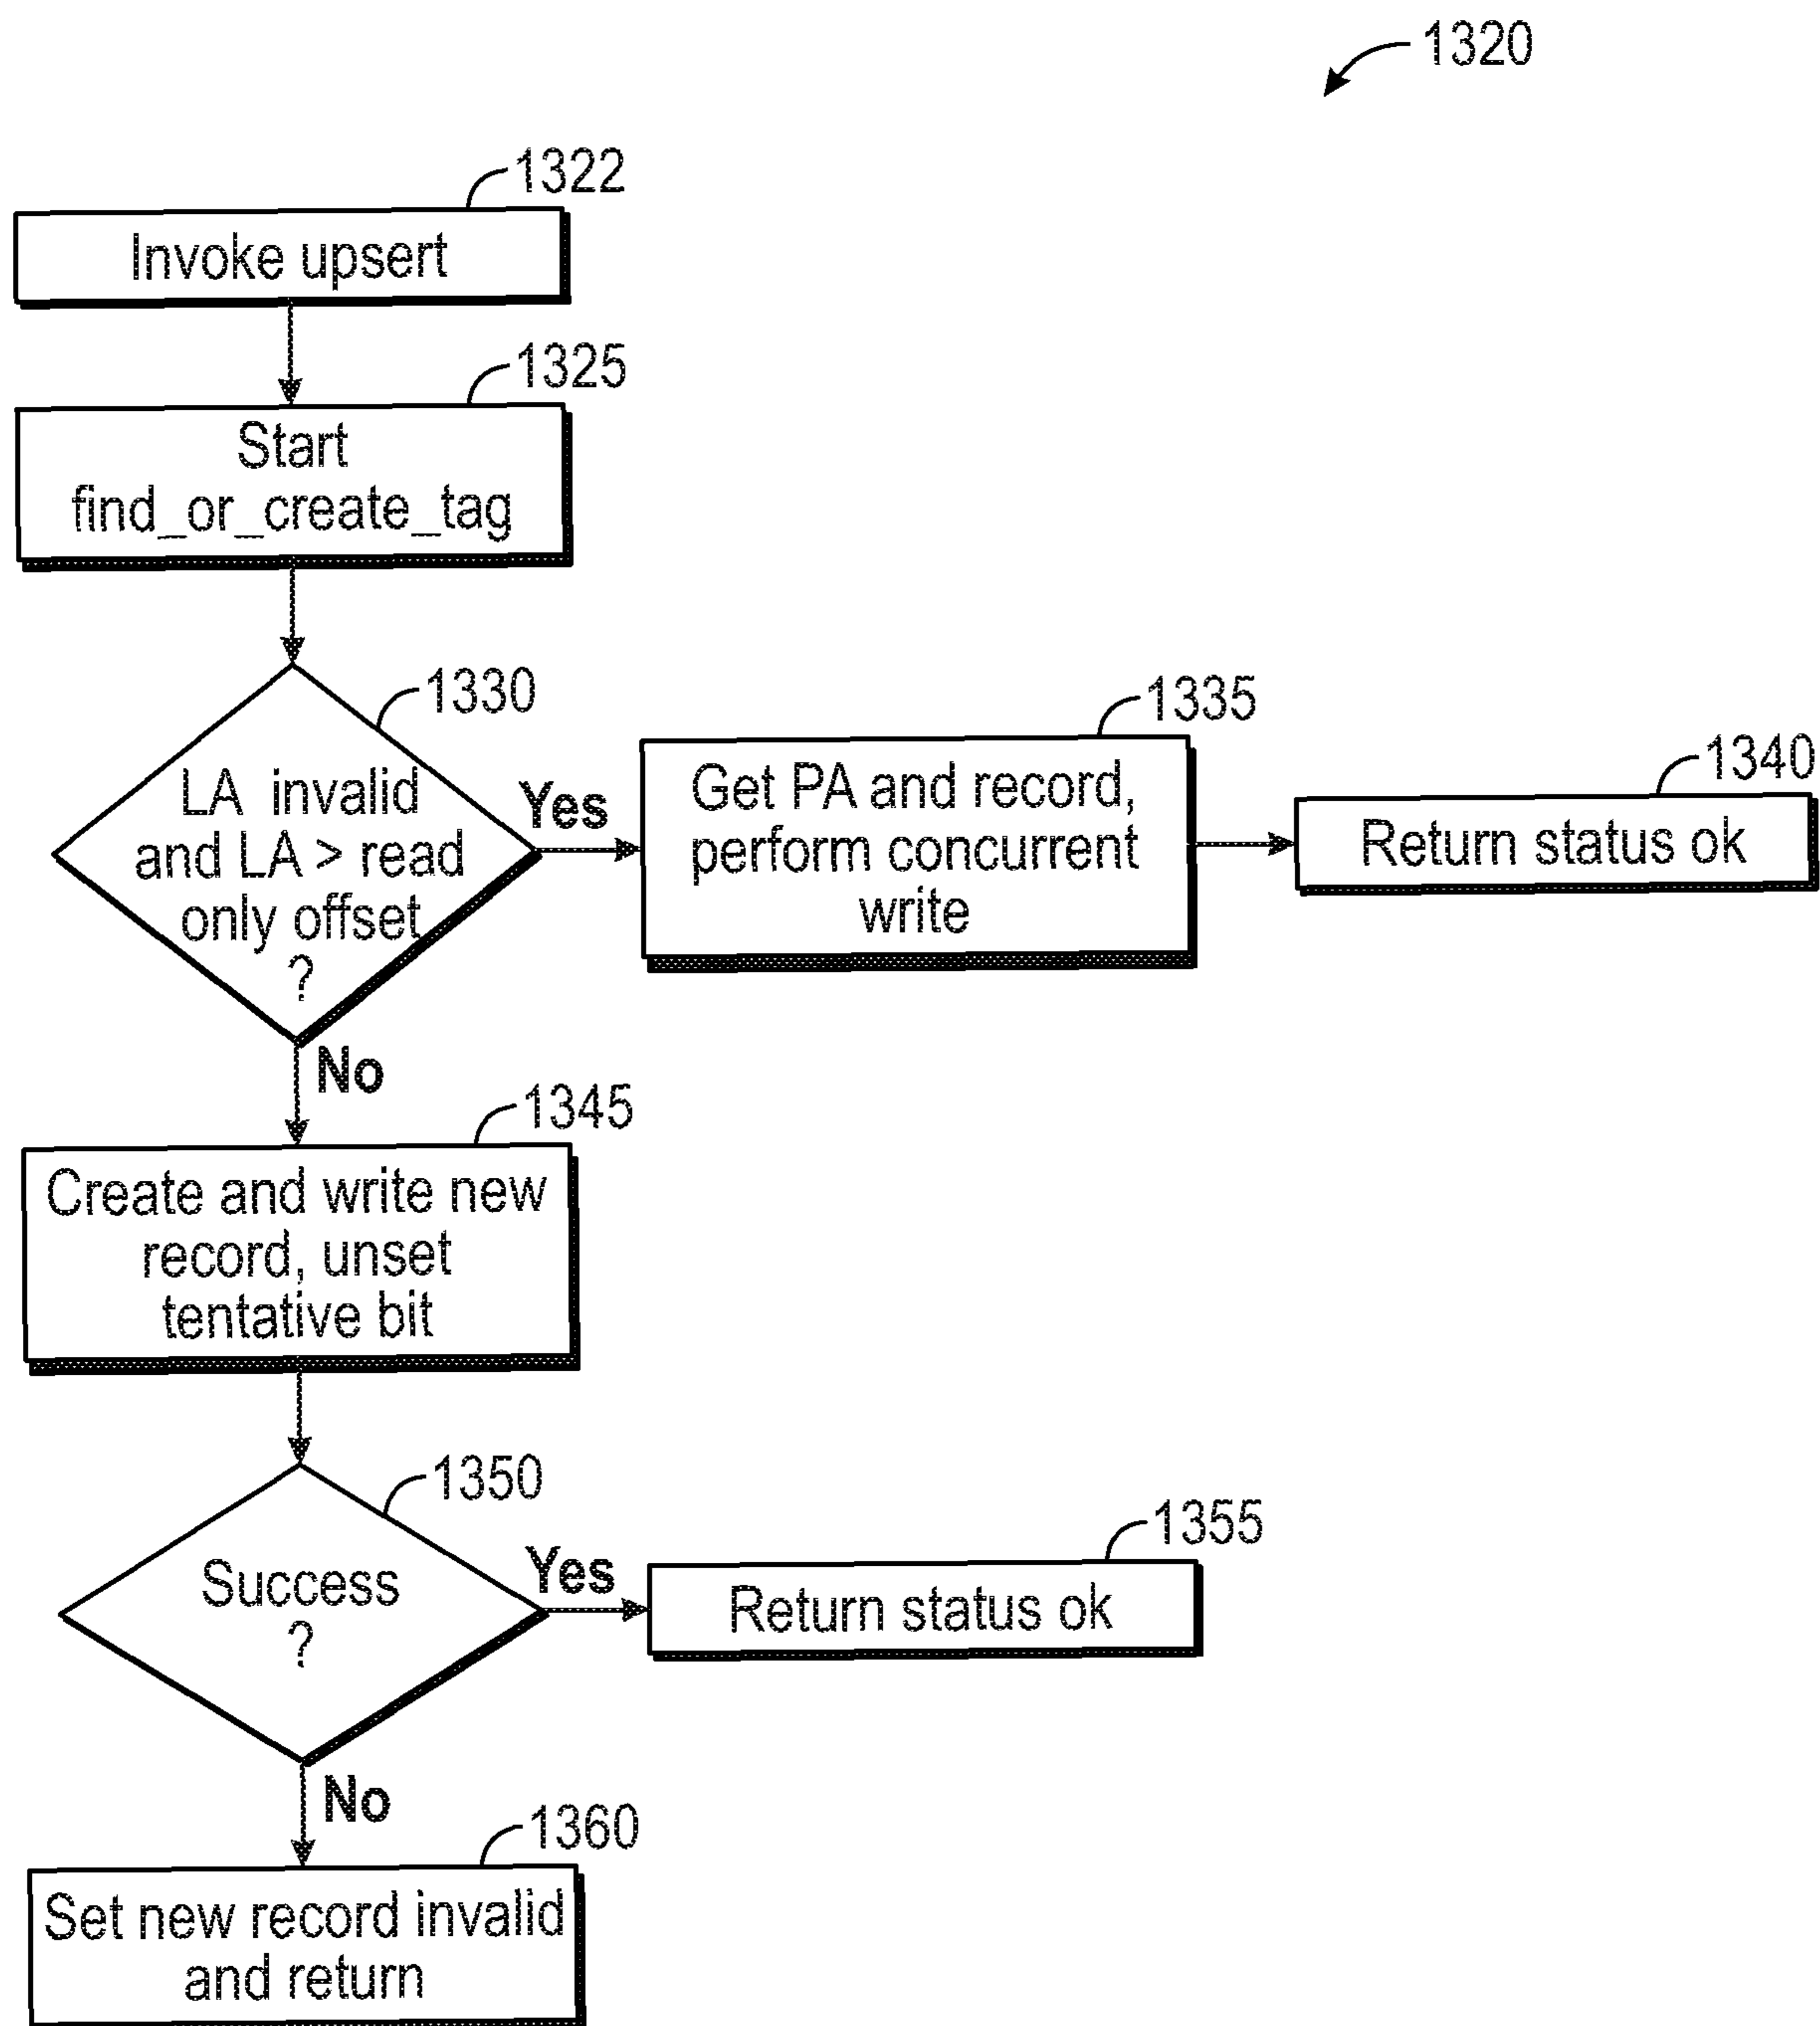 1320
1322
Invoke upsert
1325
Start
find_or_create_tag
1330
LA invalid
and LA > read
only offset
?
Yes
No
1335
Get PA and record,
perform concurrent
write
1340
Return status ok
1345
Create and write new
record, unset
tentative bit
1350
Success
?
Yes
No
1355
Return status ok
1360
Set new record invalid
and return